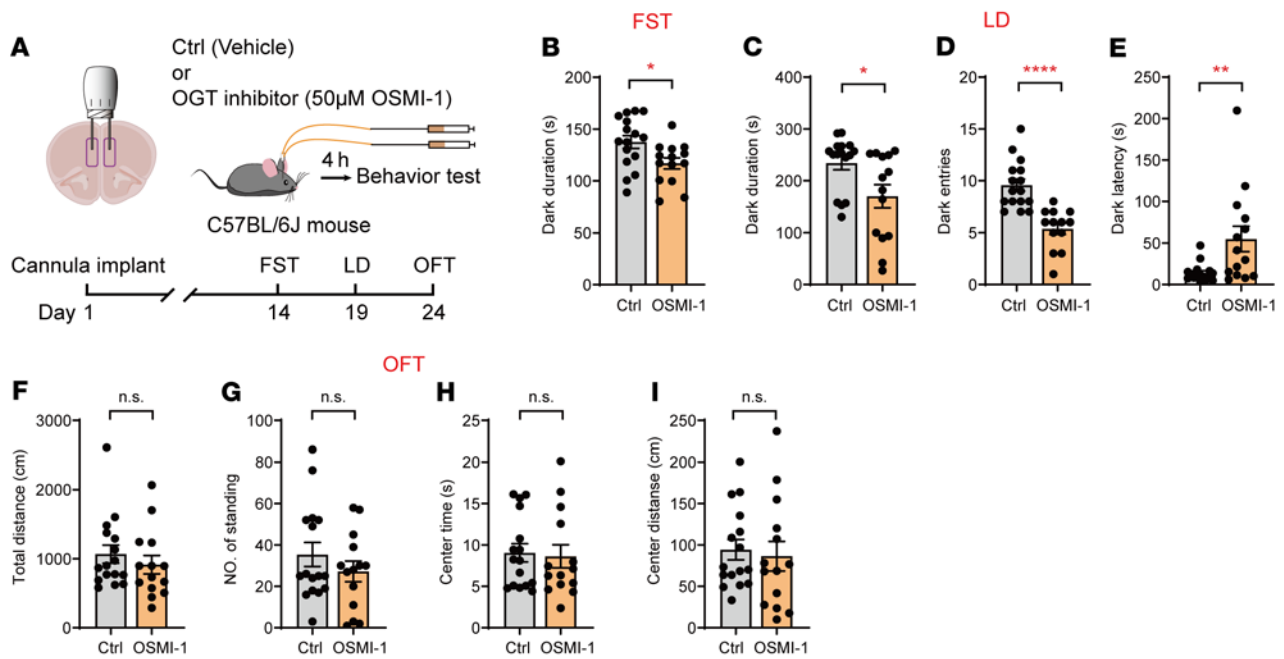 A
Ctrl (Vehicle)
or
OGT inhibitor (50μM OSMI-1)
4 h
Behavior test
C57BL/6J mouse
Cannula implant
FST
LD
OFT
Day 1
14
19
24
FST
LD
B
*
Dark duration (s)
200
150
100
50
0
Ctrl
OSMI-1
C
*
Dark duration (s)
400
300
200
100
0
Ctrl
OSMI-1
D
****
Dark entries
20
15
10
5
0
Ctrl
OSMI-1
E
**
Dark latency (s)
250
200
150
100
50
0
Ctrl
OSMI-1
OFT
F
n.s.
Total distance (cm)
3000
2000
1000
0
Ctrl
OSMI-1
G
n.s.
NO. of standing
100
80
60
40
20
0
Ctrl
OSMI-1
H
n.s.
Center time (s)
25
20
15
10
5
0
Ctrl
OSMI-1
I
n.s.
Center distanse (cm)
250
200
150
100
50
0
Ctrl
OSMI-1